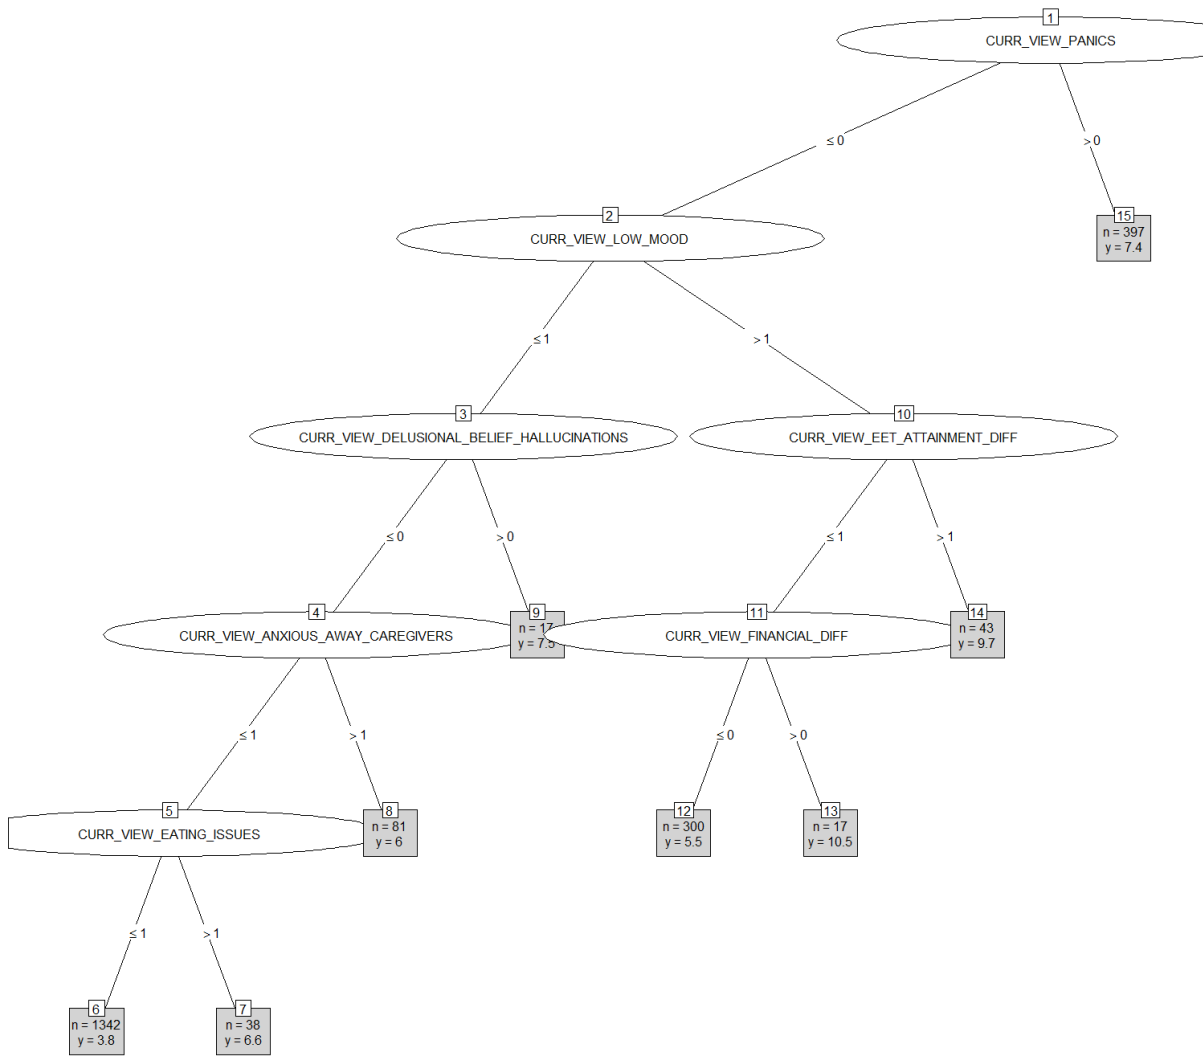 1
CURR_VIEW_PANICS
≤ 0
> 0
2
CURR_VIEW_LOW_MOOD
15
n = 397
y = 7.4
≤ 1
> 1
3
CURR_VIEW_DELUSIONAL_BELIEF_HALLUCINATIONS
10
CURR_VIEW_EET_ATTAINMENT_DIFF
≤ 0
> 0
≤ 1
> 1
4
CURR_VIEW_ANXIOUS_AWAY_CAREGIVERS
9
n = 17
y = 7.5
11
CURR_VIEW_FINANCIAL_DIFF
14
n = 43
y = 9.7
≤ 1
> 1
≤ 0
> 0
5
CURR_VIEW_EATING_ISSUES
8
n = 81
y = 6
12
n = 300
y = 5.5
13
n = 17
y = 10.5
≤ 1
> 1
6
n = 1342
y = 3.8
7
n = 38
y = 6.6